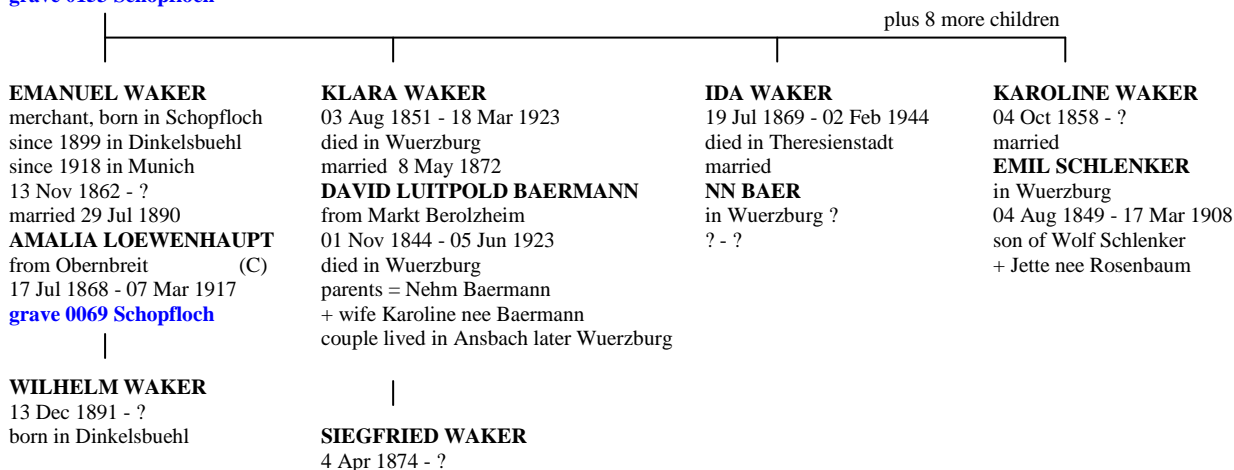 grave 0155 Schopfloch
plus 8 more children
EMANUEL WAKER
merchant, born in Schopfloch
since 1899 in Dinkelsbuehl
since 1918 in Munich
13 Nov 1862 - ?
married 29 Jul 1890
AMALIA LOEWENHAUPT
from Obernbreit (C)
17 Jul 1868 - 07 Mar 1917
grave 0069 Schopfloch
WILHELM WAKER
13 Dec 1891 - ?
born in Dinkelsbuehl
KLARA WAKER
03 Aug 1851 - 18 Mar 1923
died in Wuerzburg
married 8 May 1872
DAVID LUITPOLD BAERMANN
from Markt Berolzheim
01 Nov 1844 - 05 Jun 1923
died in Wuerzburg
parents = Nehm Baermann
+ wife Karoline nee Baermann
couple lived in Ansbach later Wuerzburg
SIEGFRIED WAKER
4 Apr 1874 - ?
IDA WAKER
19 Jul 1869 - 02 Feb 1944
died in Theresienstadt
married
NN BAER
in Wuerzburg ?
? - ?
KAROLINE WAKER
04 Oct 1858 - ?
married
EMIL SCHLENKER
in Wuerzburg
04 Aug 1849 - 17 Mar 1908
son of Wolf Schlenker
+ Jette nee Rosenbaum